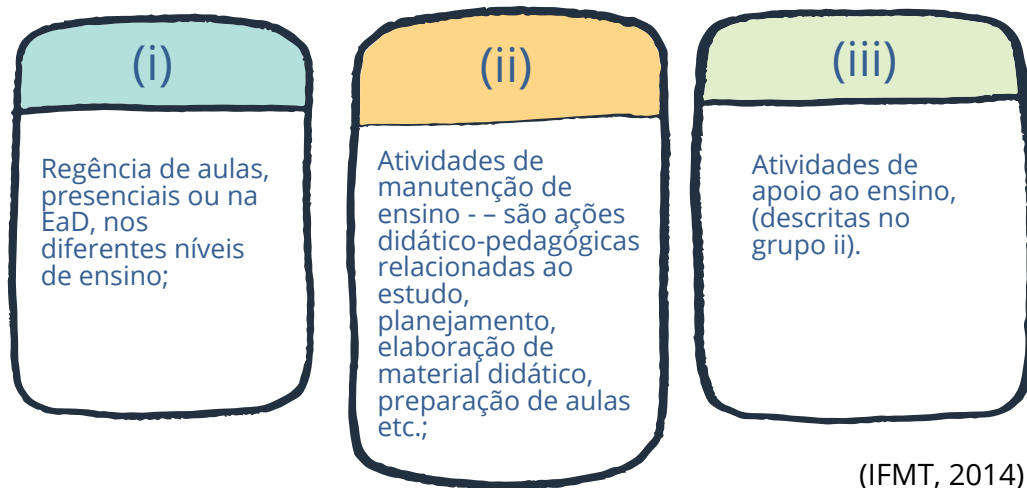 (i)
Regência de aulas,
presenciais ou na
EaD, nos
diferentes níveis
de ensino;
(ii)
Atividades de
manutenção de
ensino - – são ações
didático-pedagógicas
relacionadas ao
estudo,
planejamento,
elaboração de
material didático,
preparação de aulas
etc.;
(iii)
Atividades de
apoio ao ensino,
(descritas no
grupo ii).
(IFMT, 2014)